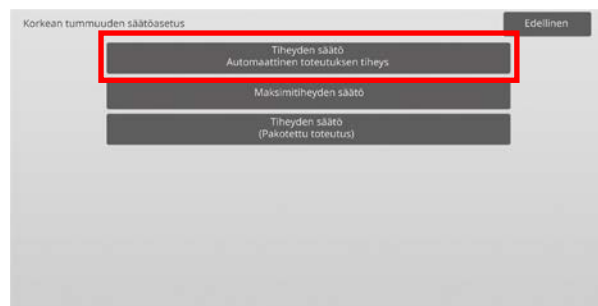 Korkean tummuuden säätöasetus
Edellinen
Tiheyden säätö
Automaattinen toteutuksen tiheys
Maksimitiheyden säätö
Tiheyden säätö
(Pakotettu toteutus)